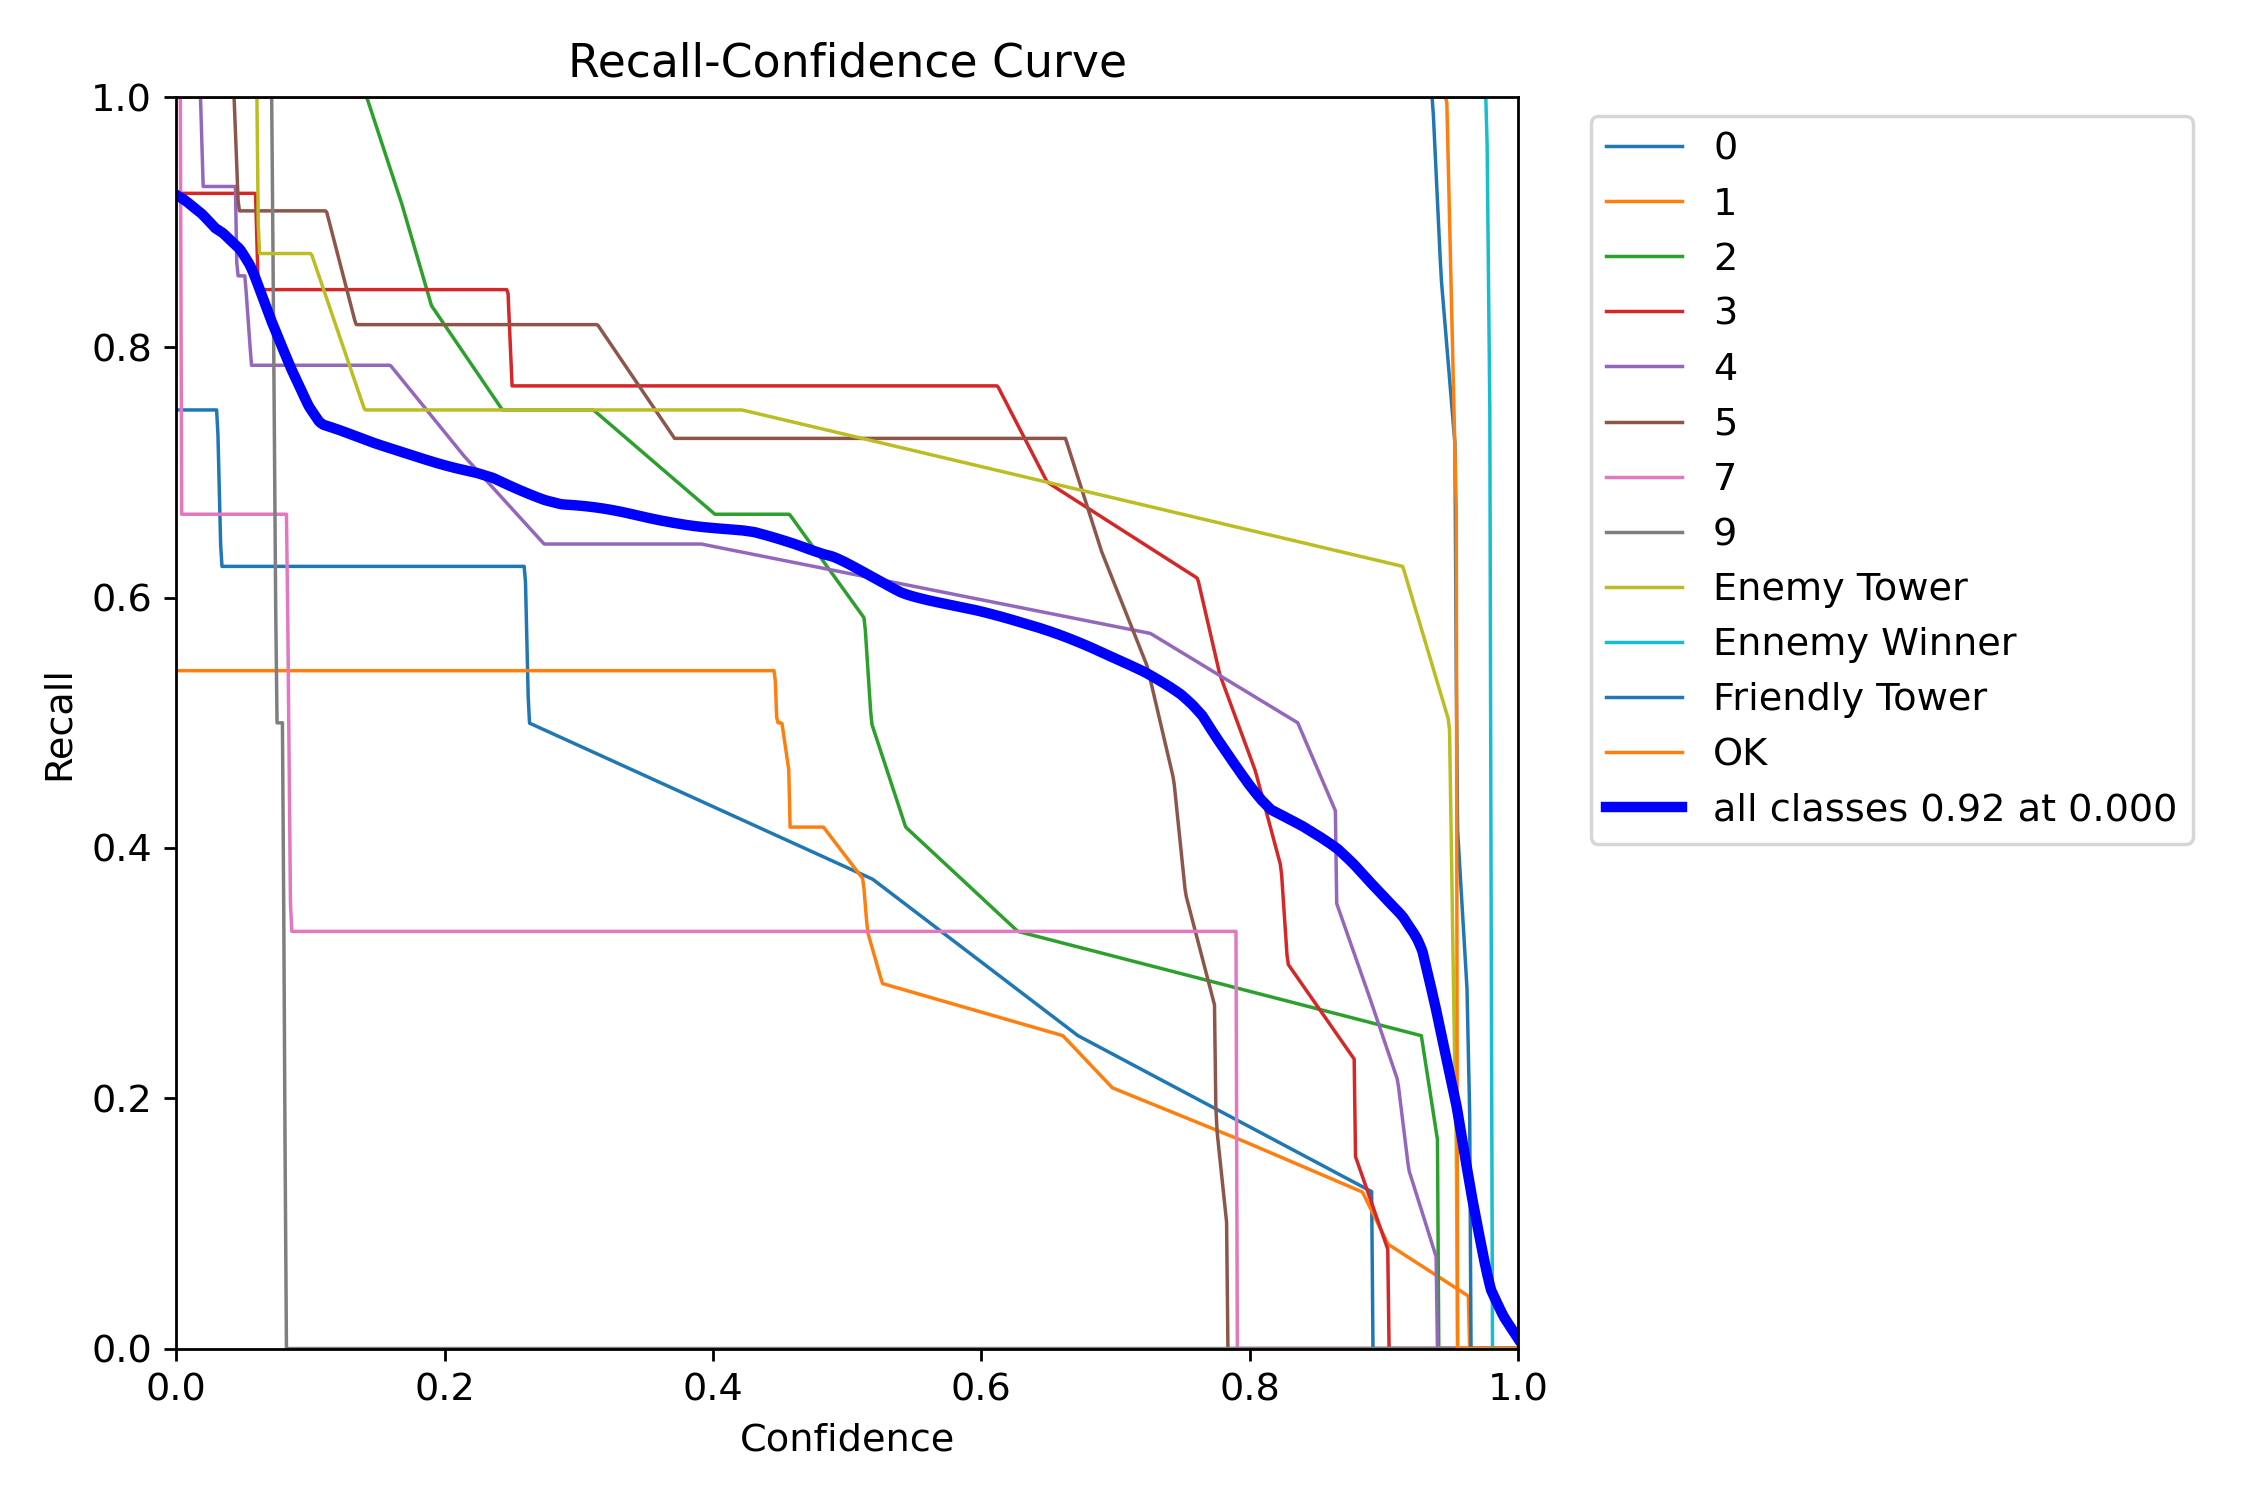 Recall-Confidence Curve
1.0
0.8
0.6
0.4
0.2
0.0
Recall
0.0 0.2 0.4 0.6 0.8 1.0
Confidence
0
1
2
3
4
5
7
9
Enemy Tower
Ennemy Winner
Friendly Tower
OK
all classes 0.92 at 0.000